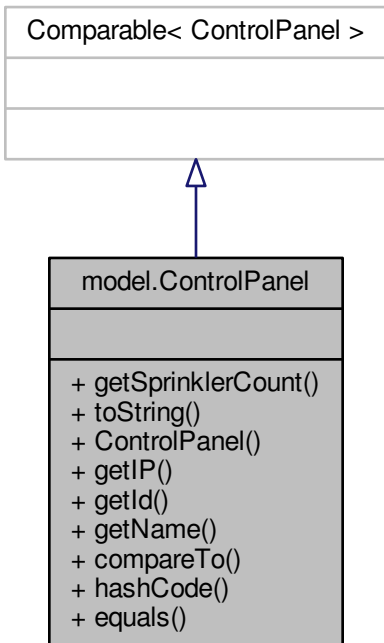 Comparable< ControlPanel >
model.ControlPanel
+ getSprinklerCount()
+ toString()
+ ControlPanel()
+ getIP()
+ getId()
+ getName()
+ compareTo()
+ hashCode()
+ equals()